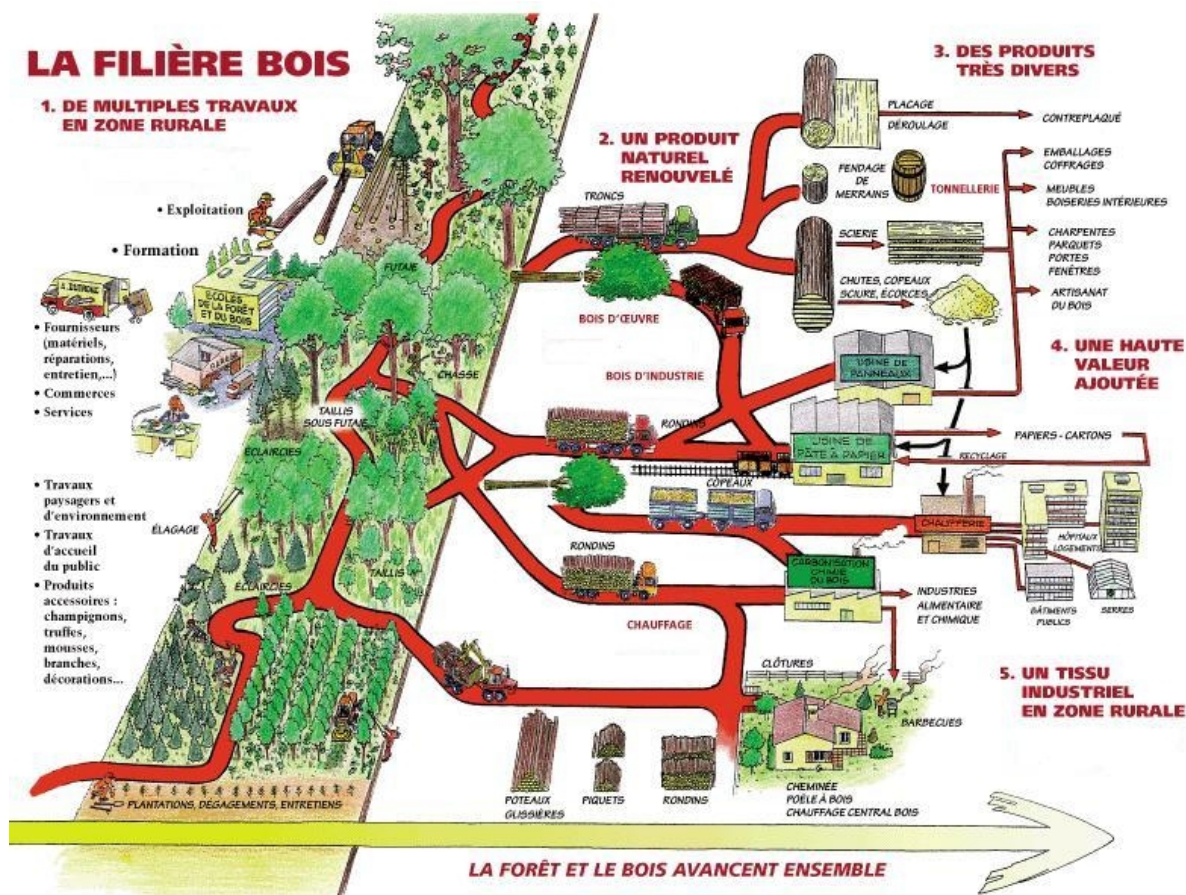 LA FILIÈRE BOIS
1. DE MULTIPLES TRAVAUX
EN ZONE RURALE
• Exploitation
• Formation
ECOLES
DE LA FORÊT
ET DU BOIS
GARAGE
• Fournisseurs
(matériels,
réparations,
entretien,...)
• Commerces
• Services
• Travaux
paysagers et
d'environnement
• Travaux
d'accueil
du public
• Produits
accessoires :
champignons,
truffes,
mousses,
branches,
décorations...
FUTAIE
CHASSE
TAILLIS
SOUS FUTAIE
ÉCLAIRCIES
ÉLAGAGE
ÉCLAIRCIES
TAILLIS
PLANTATIONS, DÉGAGEMENTS, ENTRETIENS
2. UN PRODUIT
NATUREL
RENOUVELÉ
TRONCS
BOIS D'ŒUVRE
BOIS D'INDUSTRIE
RONDINS
COPEAUX
RONDINS
CHAUFFAGE
POTEAUX
GLISSIÈRES
PIQUETS
RONDINS
3. DES PRODUITS
TRÈS DIVERS
PLACAGE
DÉROULAGE
CONTREPLAQUÉ
FENDAGE
DE
MERRAINS
TONNELLERIE
SCIERIE
CHUTES, COPEAUX
SCIURE, ÉCORCES
EMBALLAGES
COFFRAGES
MEUBLES
BOISERIES INTÉRIEURES
CHARPENTES
PARQUETS
PORTES
FENÊTRES
ARTISANAT
DU BOIS
4. UNE HAUTE
VALEUR
AJOUTÉE
USINE DE
PANNEAUX
USINE DE
PÂTE À PAPIER
PAPIERS - CARTONS
RECYCLAGE
CHAUFFERIE
HÔPITAUX
LOGEMENTS
BÂTIMENTS
PUBLICS
SERRES
CARBONISATION
CHIMIE
DU BOIS
INDUSTRIES
ALIMENTAIRE
ET CHIMIQUE
5. UN TISSU
INDUSTRIEL
EN ZONE RURALE
CLÔTURES
BARBECUES
CHEMINÉE
POÈLE À BOIS
CHAUFFAGE CENTRAL BOIS
LA FORÊT ET LE BOIS AVANCENT ENSEMBLE